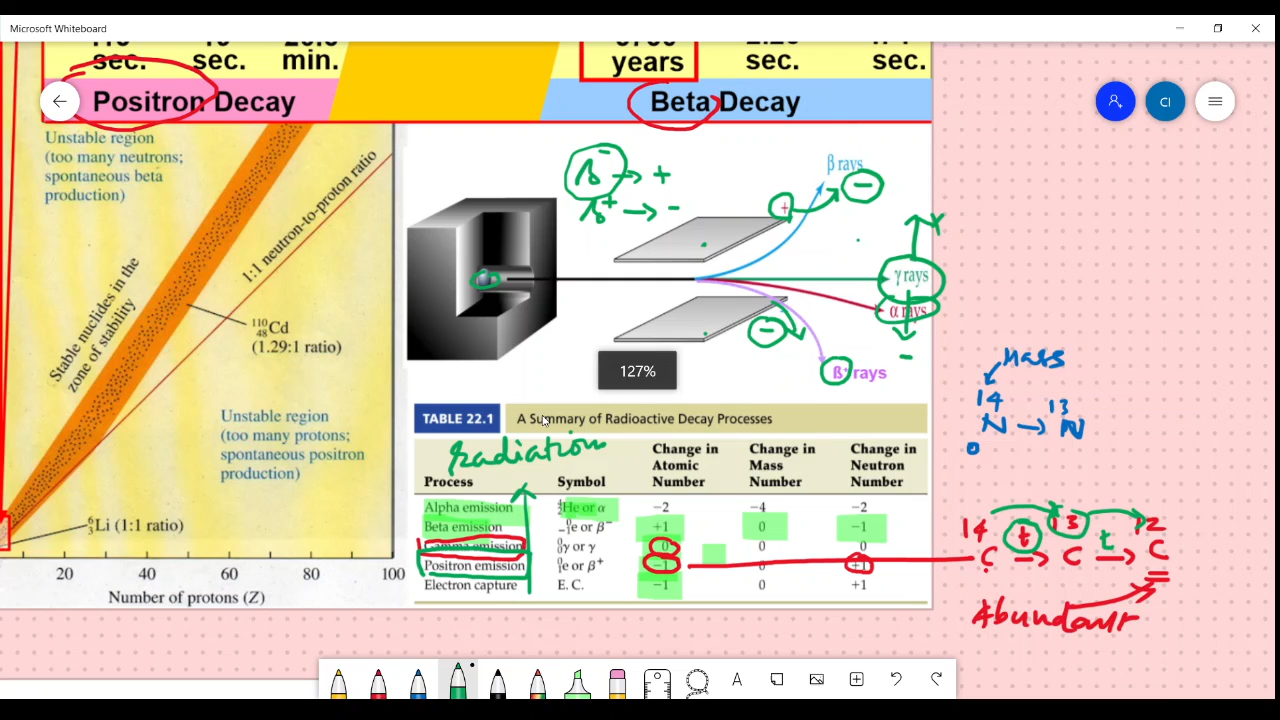 Microsoft Whiteboard
sec.
sec.
min.
years
sec.
sec.
Positron Decay
Beta Decay
CI
Unstable region
(too many neutrons;
spontaneous beta
production)
1:1 neutron-to-proton ratio
Stable nuclides in the
zone of stability
110
48Cd
(1.29:1 ratio)
Unstable region
(too many protons;
spontaneous positron
production)
6
3Li (1:1 ratio)
20 40 60 80 100
Number of protons (Z)
β- → +
β+ → -
+
-
β rays
γ rays
α rays
-
-
ß+ rays
127%
TABLE 22.1 A Summary of Radioactive Decay Processes
radiation
Process Symbol Change in Atomic Number Change in Mass Number Change in Neutron Number
Alpha emission 4 2He or α −2 −4 −2
Beta emission 0 −1e or β− +1 0 −1
Gamma emission 0 0γ or γ 0 0 0
Positron emission 0 1e or β+ −1 0 +1
Electron capture E. C. −1 0 +1
Mass
14 13
N → N
14 13 12
t t
C → C → C
Abundant
A